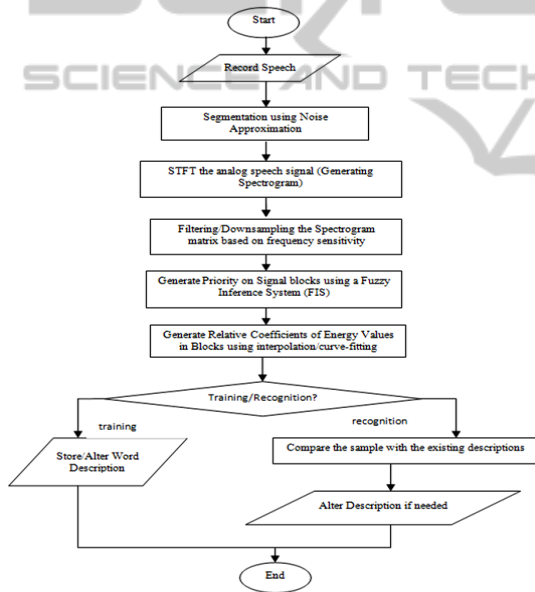 Start
Record Speech
SCIENCE AND TECH
Segmentation using Noise
Approximation
STFT the analog speech signal (Generating
Spectrogram)
Filtering/Downsampling the Spectrogram
matrix based on frequency sensitivity
Generate Priority on Signal blocks using a Fuzzy
Inference System (FIS)
Generate Relative Coefficients of Energy Values
in Blocks using interpolation/curve-fitting
Training/Recognition?
training
recognition
Store/Alter Word
Description
Compare the sample with the existing descriptions
Alter Description if needed
End